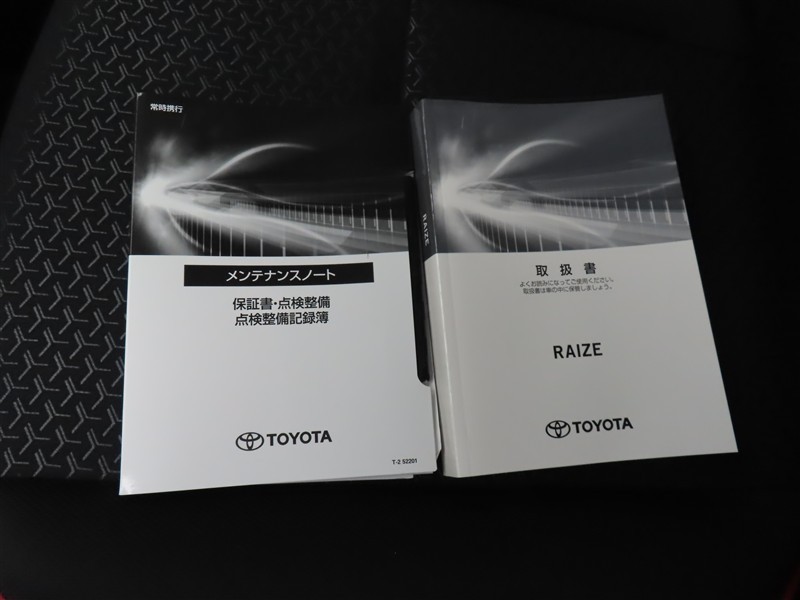 常時携行
メンテナンスノート
保証書・点検整備
点検整備記録簿
TOYOTA
T-2 52201
RAIZE
取扱書
よくお読みになってご使用ください。
取扱書は車の中に保管しましょう。
RAIZE
TOYOTA